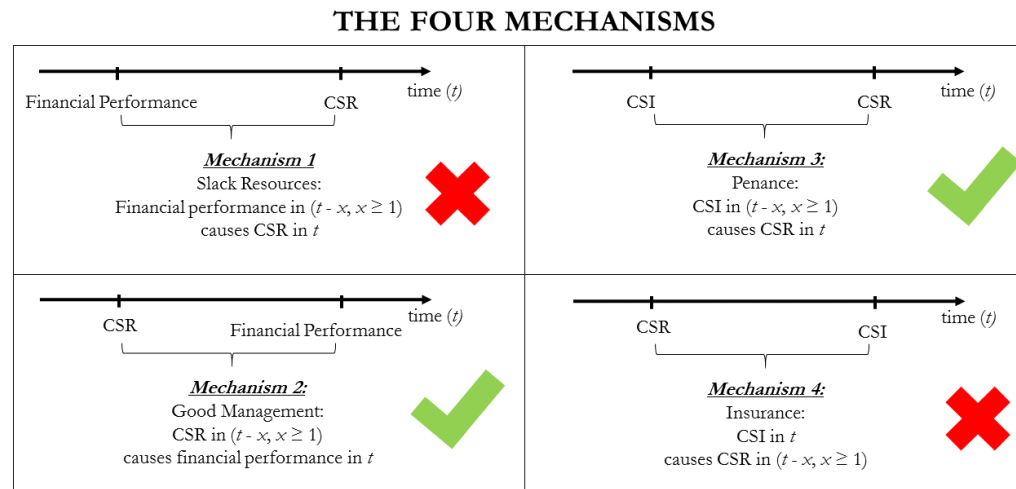 THE FOUR MECHANISMS
time (t)
Financial Performance
CSR
Mechanism 1
Slack Resources:
Financial performance in (t - x, x ≥ 1)
causes CSR in t
time (t)
CSI
CSR
Mechanism 3:
Penance:
CSI in (t - x, x ≥ 1)
causes CSR in t
time (t)
CSR
Financial Performance
Mechanism 2:
Good Management:
CSR in (t - x, x ≥ 1)
causes financial performance in t
time (t)
CSR
CSI
Mechanism 4:
Insurance:
CSI in t
causes CSR in (t - x, x ≥ 1)